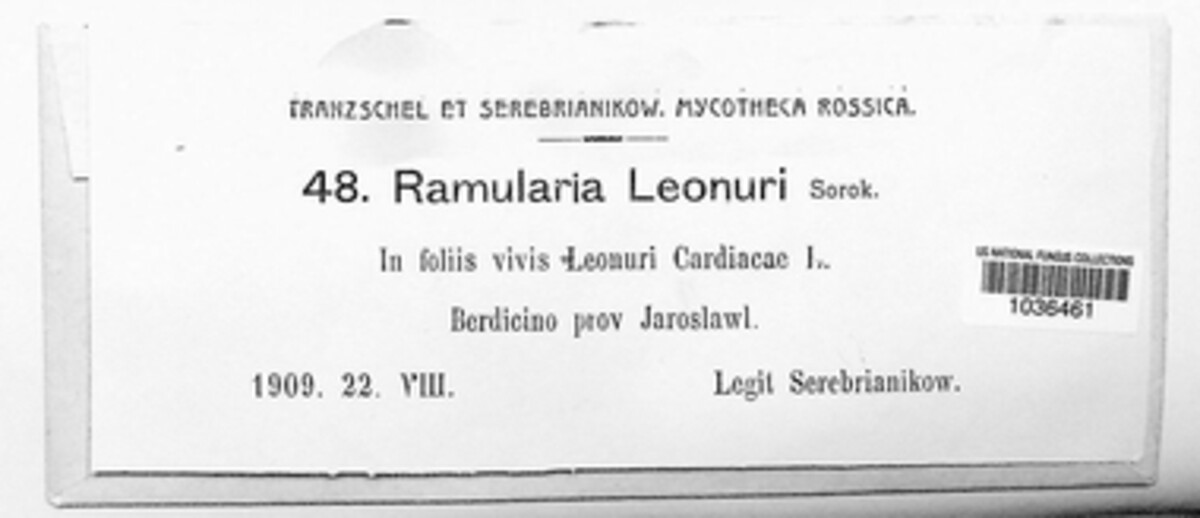 TRANZSCHEL ET SEREBRIANIKOW. MYCOTHECA ROSSICA.
48. Ramularia Leonuri Sorok.
In foliis vivis Leonuri Cardiacae L.
Berdicino prov Jaroslawl.
1909. 22. VIII.
Legit Serebrianikow.
US NATIONAL FUNGUS COLLECTIONS
1036461